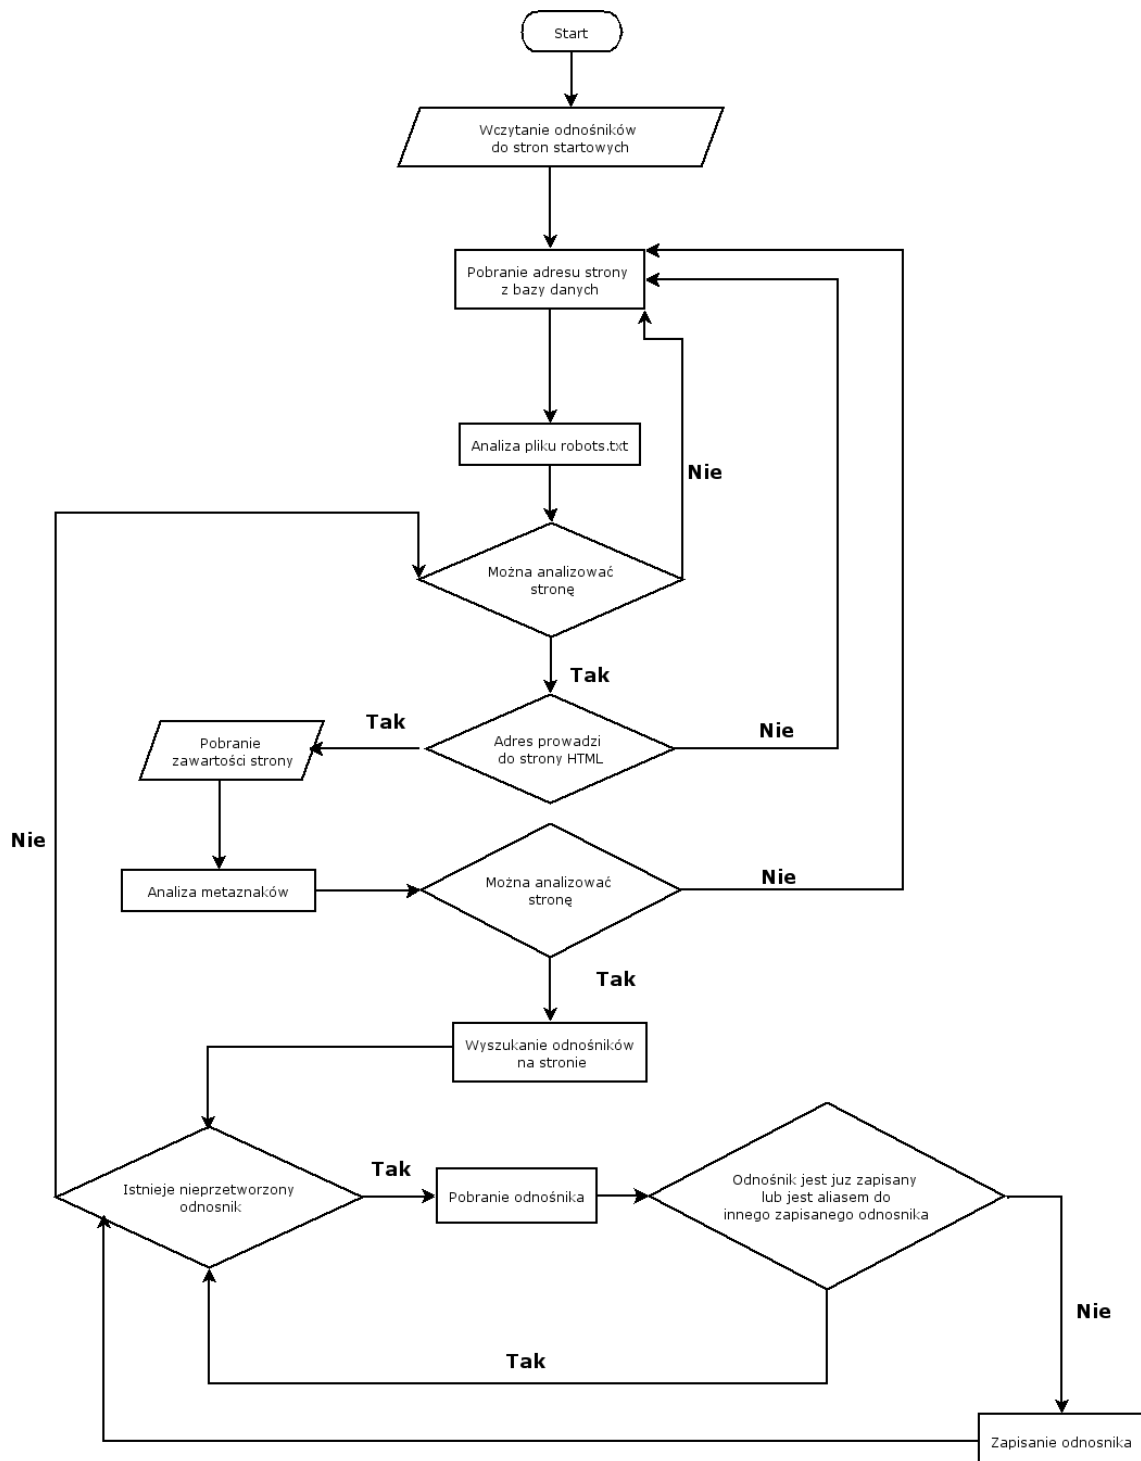 Start
Wczytanie odnośników
do stron startowych
Pobranie adresu strony
z bazy danych
Analiza pliku robots.txt
Nie
Można analizować
stronę
Tak
Adres prowadzi
do strony HTML
Tak
Nie
Pobranie
zawartości strony
Nie
Analiza metaznaków
Można analizować
stronę
Nie
Tak
Wyszukanie odnośników
na stronie
Istnieje nieprzetworzony
odnosnik
Tak
Pobranie odnośnika
Odnośnik jest juz zapisany
lub jest aliasem do
innego zapisanego odnosnika
Nie
Tak
Zapisanie odnosnika